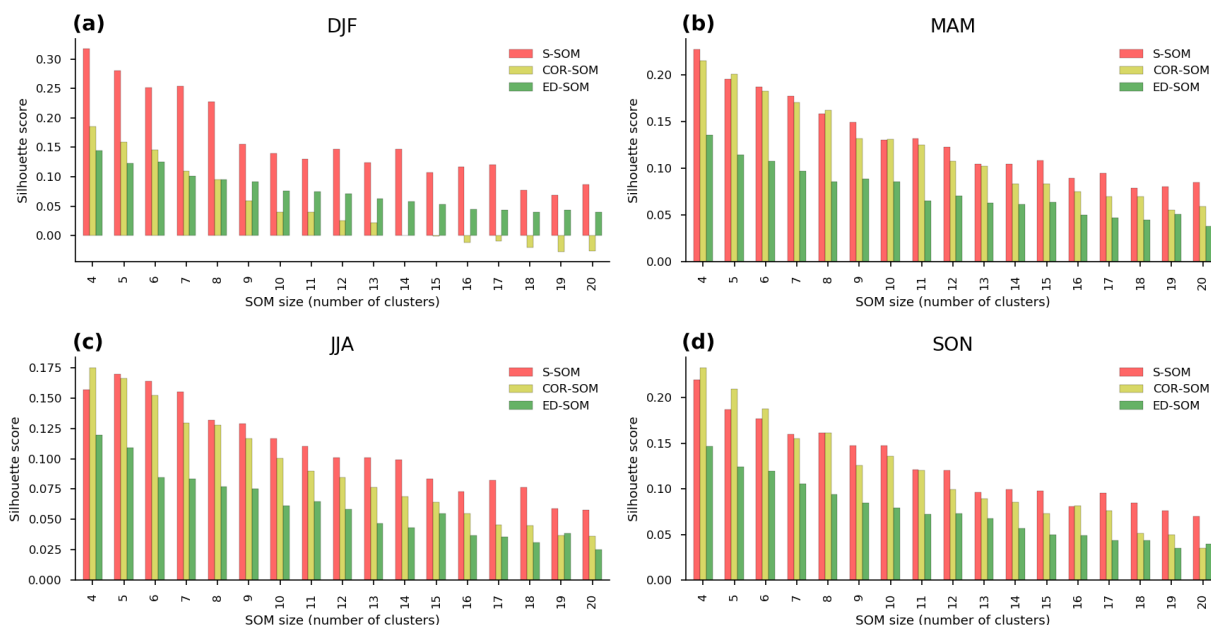 (a)
DJF
Silhouette score
0.30
0.25
0.20
0.15
0.10
0.05
0.00
S-SOM
COR-SOM
ED-SOM
4 5 6 7 8 9 10 11 12 13 14 15 16 17 18 19 20
SOM size (number of clusters)
(b)
MAM
Silhouette score
0.20
0.15
0.10
0.05
0.00
S-SOM
COR-SOM
ED-SOM
4 5 6 7 8 9 10 11 12 13 14 15 16 17 18 19 20
SOM size (number of clusters)
(c)
JJA
Silhouette score
0.175
0.150
0.125
0.100
0.075
0.050
0.025
0.000
S-SOM
COR-SOM
ED-SOM
4 5 6 7 8 9 10 11 12 13 14 15 16 17 18 19 20
SOM size (number of clusters)
(d)
SON
Silhouette score
0.20
0.15
0.10
0.05
0.00
S-SOM
COR-SOM
ED-SOM
4 5 6 7 8 9 10 11 12 13 14 15 16 17 18 19 20
SOM size (number of clusters)